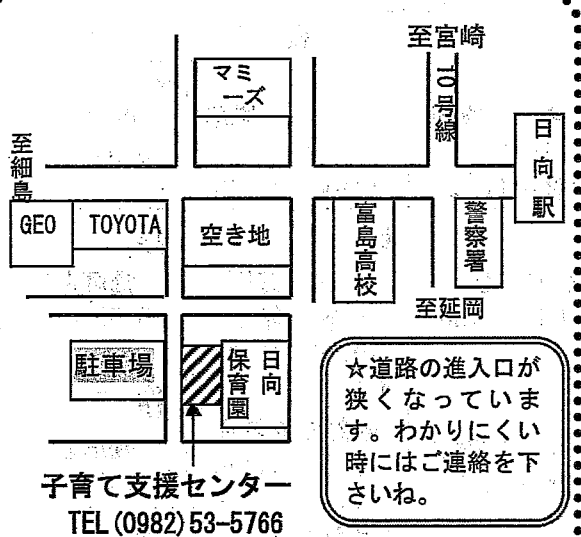 至宮崎
マミ
ーズ
10号線
至細島
日向駅
GEO
TOYOTA
空き地
富島高校
警察署
至延岡
駐車場
保育園
日向
☆道路の進入口が
狭くなっていま
す。わかりにくい
時にはご連絡を下
さいね。
子育て支援センター
TEL(0982)53-5766